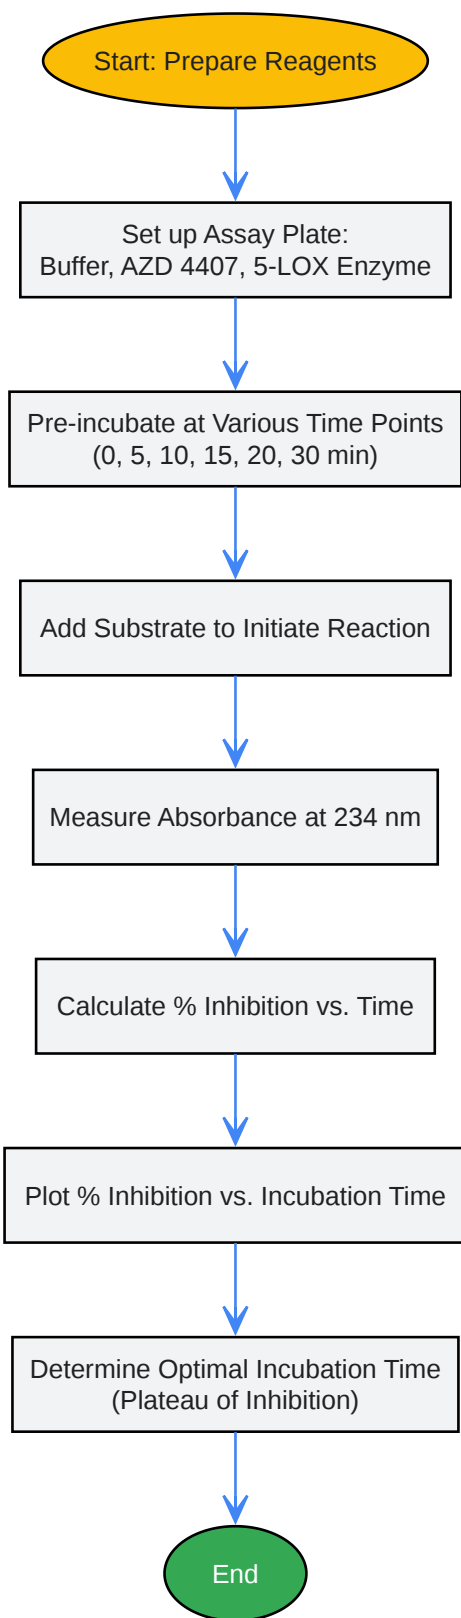 Start: Prepare Reagents
Set up Assay Plate:
Buffer, AZD 4407, 5-LOX Enzyme
Pre-incubate at Various Time Points
(0, 5, 10, 15, 20, 30 min)
Add Substrate to Initiate Reaction
Measure Absorbance at 234 nm
Calculate % Inhibition vs. Time
Plot % Inhibition vs. Incubation Time
Determine Optimal Incubation Time
(Plateau of Inhibition)
End